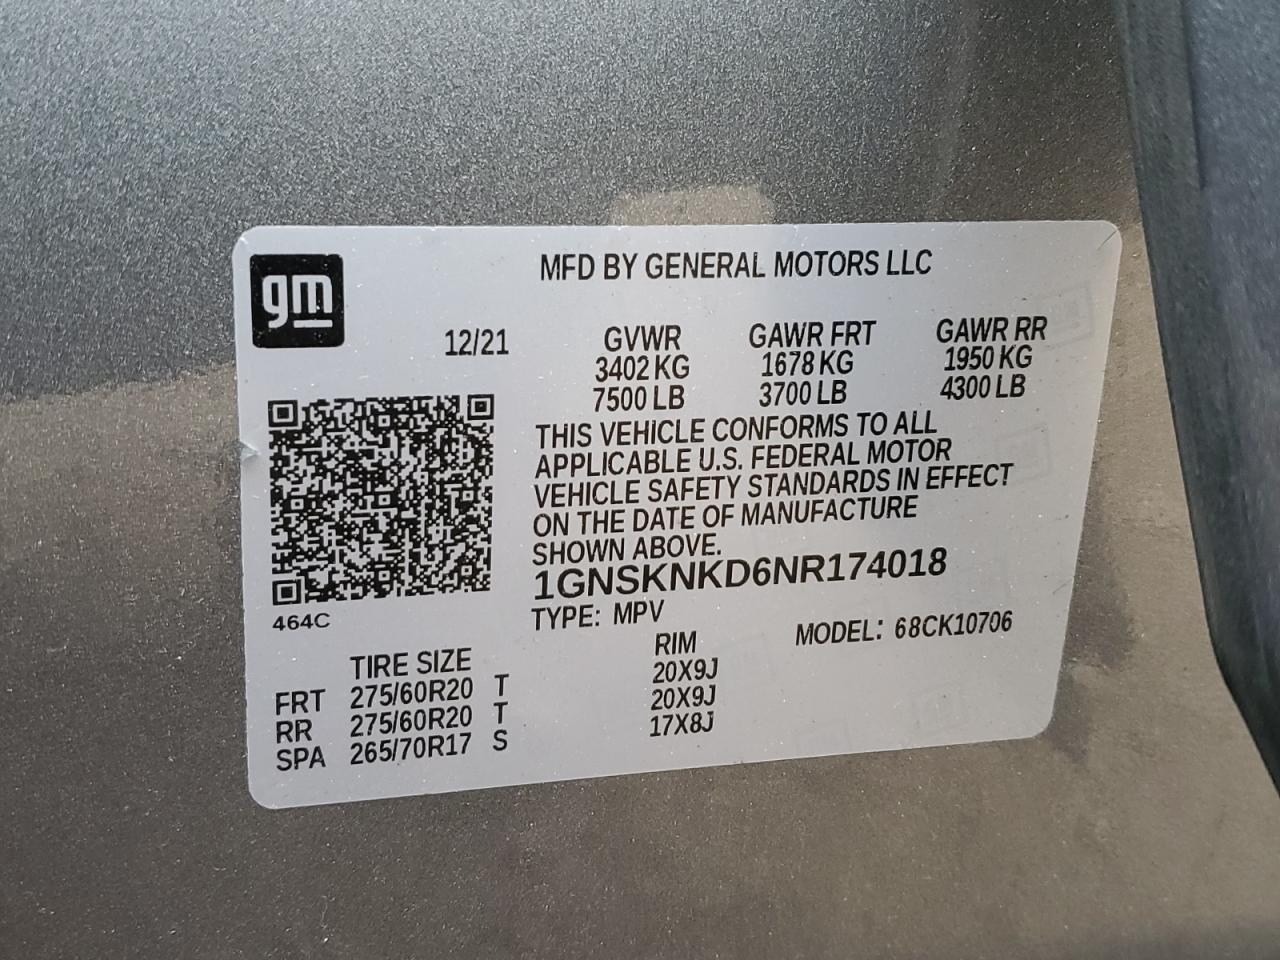 gm
MFD BY GENERAL MOTORS LLC
12/21 GVWR GAWR FRT GAWR RR
3402 KG 1678 KG 1950 KG
7500 LB 3700 LB 4300 LB
THIS VEHICLE CONFORMS TO ALL
APPLICABLE U.S. FEDERAL MOTOR
VEHICLE SAFETY STANDARDS IN EFFECT
ON THE DATE OF MANUFACTURE
SHOWN ABOVE.
1GNSKNKD6NR174018
464C
TYPE: MPV MODEL: 68CK10706
TIRE SIZE RIM
FRT 275/60R20 T 20X9J
RR 275/60R20 T 20X9J
SPA 265/70R17 S 17X8J